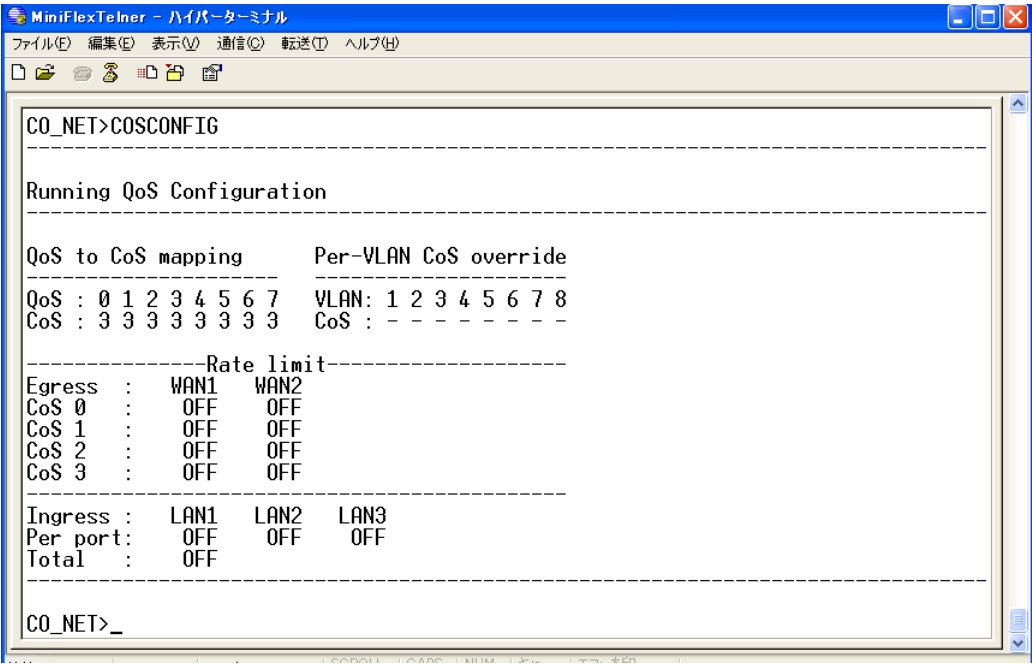 MiniFlexTelner - ハイパーターミナル
ファイル(F) 編集(E) 表示(V) 通信(C) 転送(T) ヘルプ(H)
CO_NET>COSCONFIG
--------------------------------------------------------------------------------
Running QoS Configuration
--------------------------------------------------------------------------------
QoS to CoS mapping      Per-VLAN CoS override
---------------------   ---------------------
QoS : 0 1 2 3 4 5 6 7   VLAN: 1 2 3 4 5 6 7 8
CoS : 3 3 3 3 3 3 3 3   CoS : - - - - - - - -
---------------Rate limit--------------------
Egress  :   WAN1   WAN2
CoS 0   :    OFF    OFF
CoS 1   :    OFF    OFF
CoS 2   :    OFF    OFF
CoS 3   :    OFF    OFF
---------------------------------------------
Ingress :   LAN1   LAN2   LAN3
Per port:    OFF    OFF    OFF
Total   :    OFF
--------------------------------------------------------------------------------
CO_NET>_
SCROLL CAPS NUM